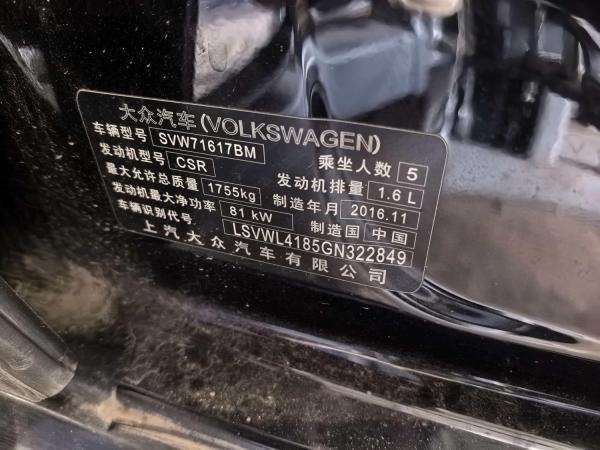 大众汽车(VOLKSWAGEN)
车辆型号 SVW71617BM 乘坐人数 5
发动机型号 CSR 发动机排量 1.6 L
最大允许总质量 1755kg 制造年月 2016.11
发动机最大净功率 81 kW 制造国 中国
车辆识别代号 LSVWL4185GN322849
上汽大众汽车有限公司